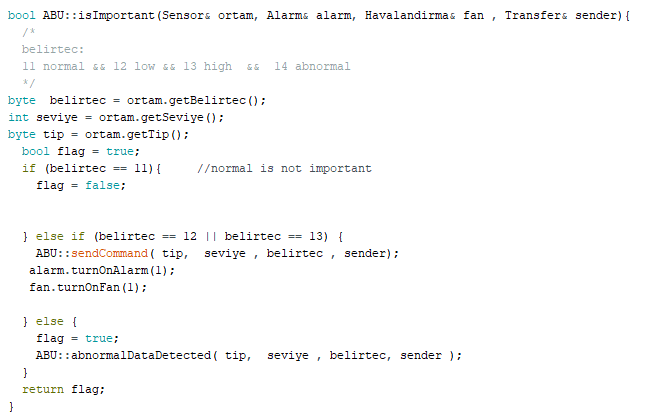 bool ABU::isImportant(Sensor& ortam, Alarm& alarm, Havalandirma& fan , Transfer& sender){
/*
belirtec:
11 normal && 12 low && 13 high  &&  14 abnormal
*/
byte  belirtec = ortam.getBelirtec();
int seviye = ortam.getSeviye();
byte tip = ortam.getTip();
bool flag = true;
if (belirtec == 11){     //normal is not important
flag = false;
} else if (belirtec == 12 || belirtec == 13) {
ABU::sendCommand( tip,  seviye , belirtec , sender);
alarm.turnOnAlarm(1);
fan.turnOnFan(1);
} else {
flag = true;
ABU::abnormalDataDetected( tip,  seviye , belirtec, sender );
}
return flag;
}